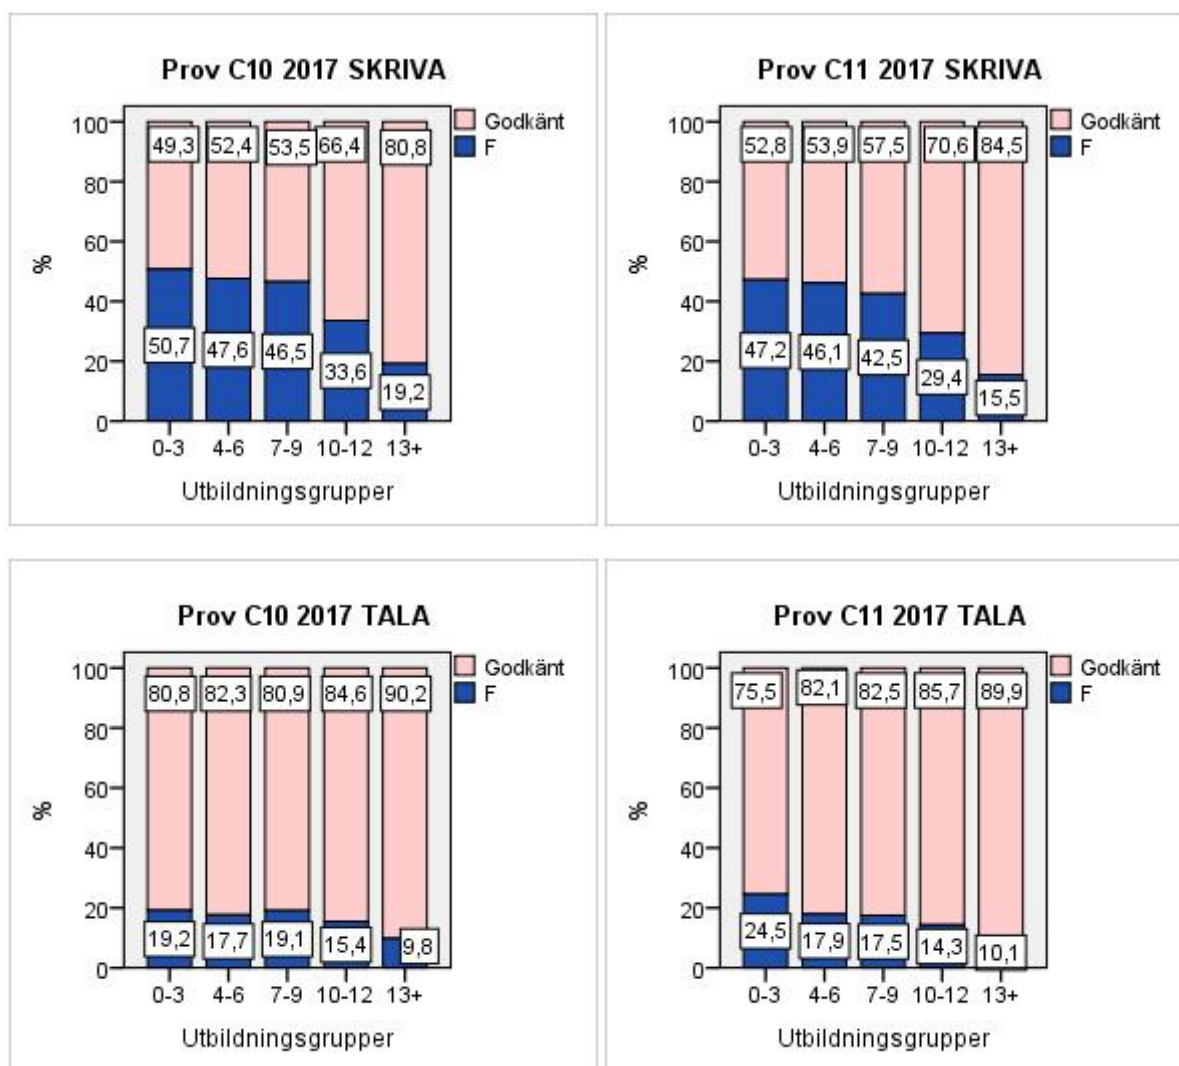 Prov C10 2017 SKRIVA
Godkänt
F
100
80
60
40
20
0
%
49,3 52,4 53,5 66,4 80,8
50,7 47,6 46,5 33,6 19,2
0-3 4-6 7-9 10-12 13+
Utbildningsgrupper
Prov C11 2017 SKRIVA
Godkänt
F
100
80
60
40
20
0
%
52,8 53,9 57,5 70,6 84,5
47,2 46,1 42,5 29,4 15,5
0-3 4-6 7-9 10-12 13+
Utbildningsgrupper
Prov C10 2017 TALA
Godkänt
F
100
80
60
40
20
0
%
80,8 82,3 80,9 84,6 90,2
19,2 17,7 19,1 15,4 9,8
0-3 4-6 7-9 10-12 13+
Utbildningsgrupper
Prov C11 2017 TALA
Godkänt
F
100
80
60
40
20
0
%
75,5 82,1 82,5 85,7 89,9
24,5 17,9 17,5 14,3 10,1
0-3 4-6 7-9 10-12 13+
Utbildningsgrupper